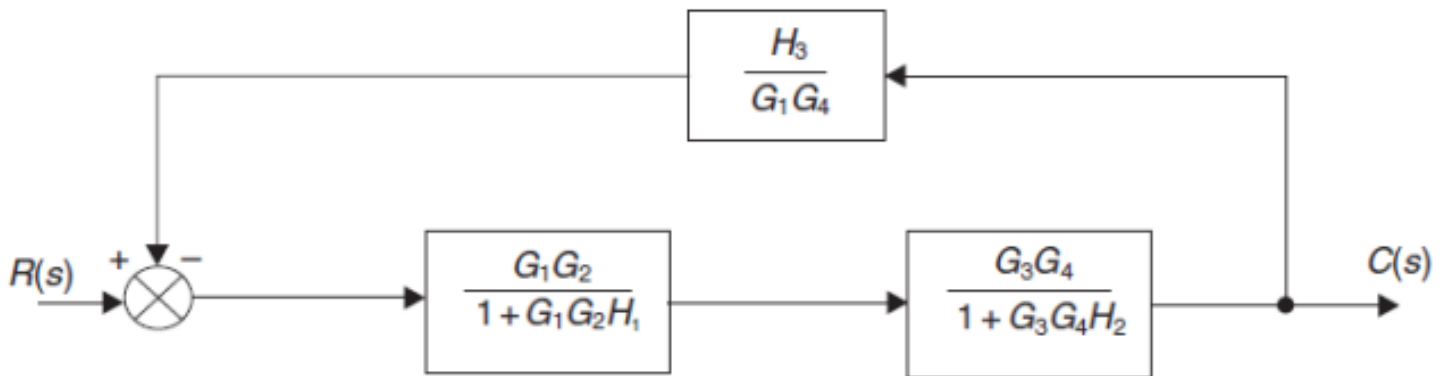 H₃
G₁G₄
+
−
R(s)
G₁G₂
1 + G₁G₂H₁
G₃G₄
1 + G₃G₄H₂
C(s)